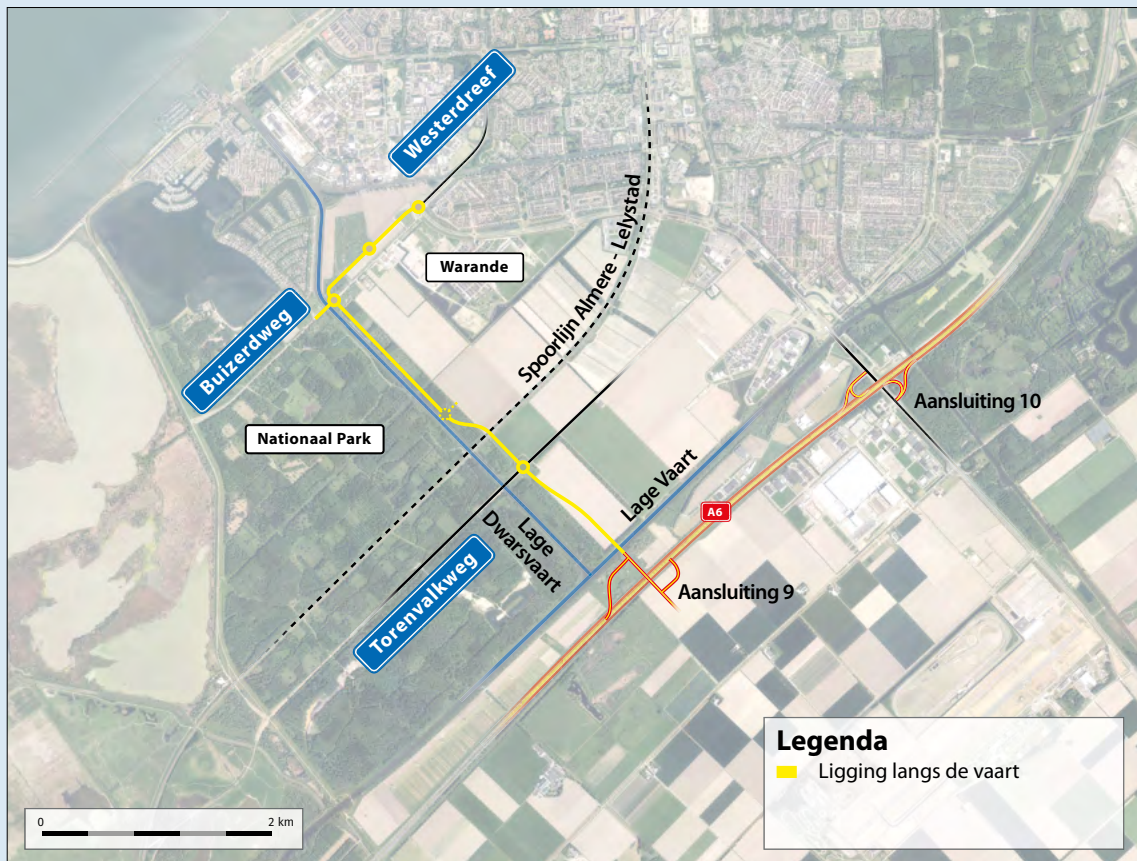 Westerdreef
Warande
Spoorlijn Almere - Lelystad
Buizerdweg
Nationaal Park
Aansluiting 10
Lage Vaart
A6
Lage
Dwarsvaart
Torenvalkweg
Aansluiting 9
Legenda
Ligging langs de vaart
0
2 km